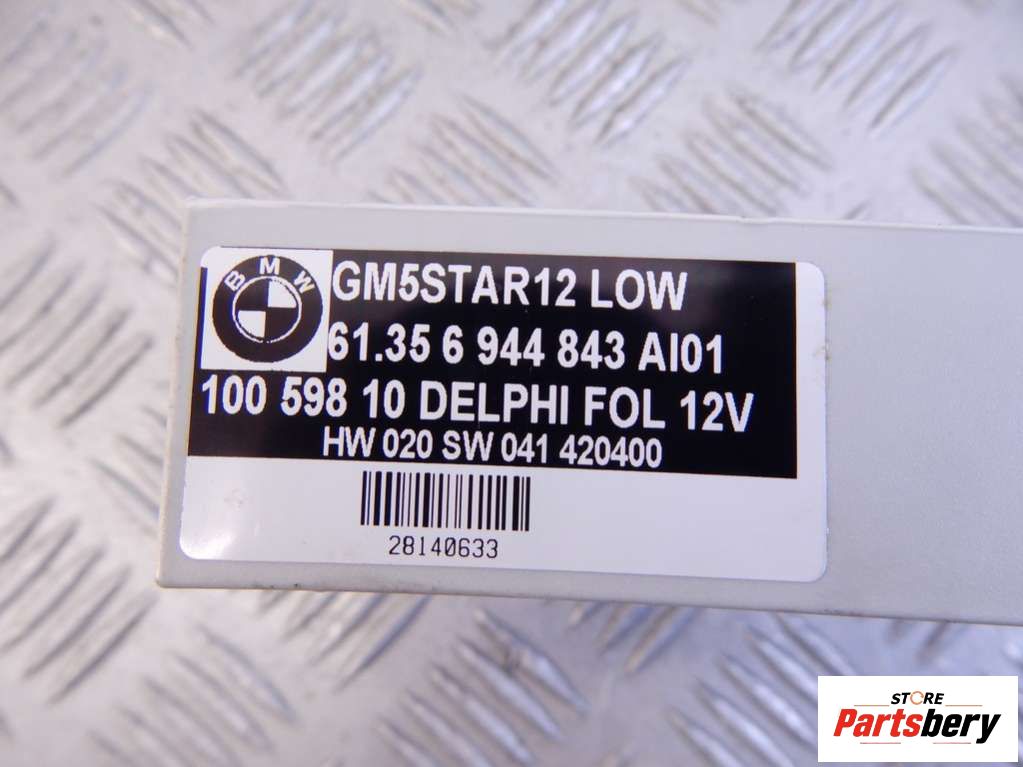 BMW
GM5STAR12 LOW
61.35 6 944 843 AI01
100 598 10 DELPHI FOL 12V
HW 020 SW 041 420400
28140633
STORE
Partsbery